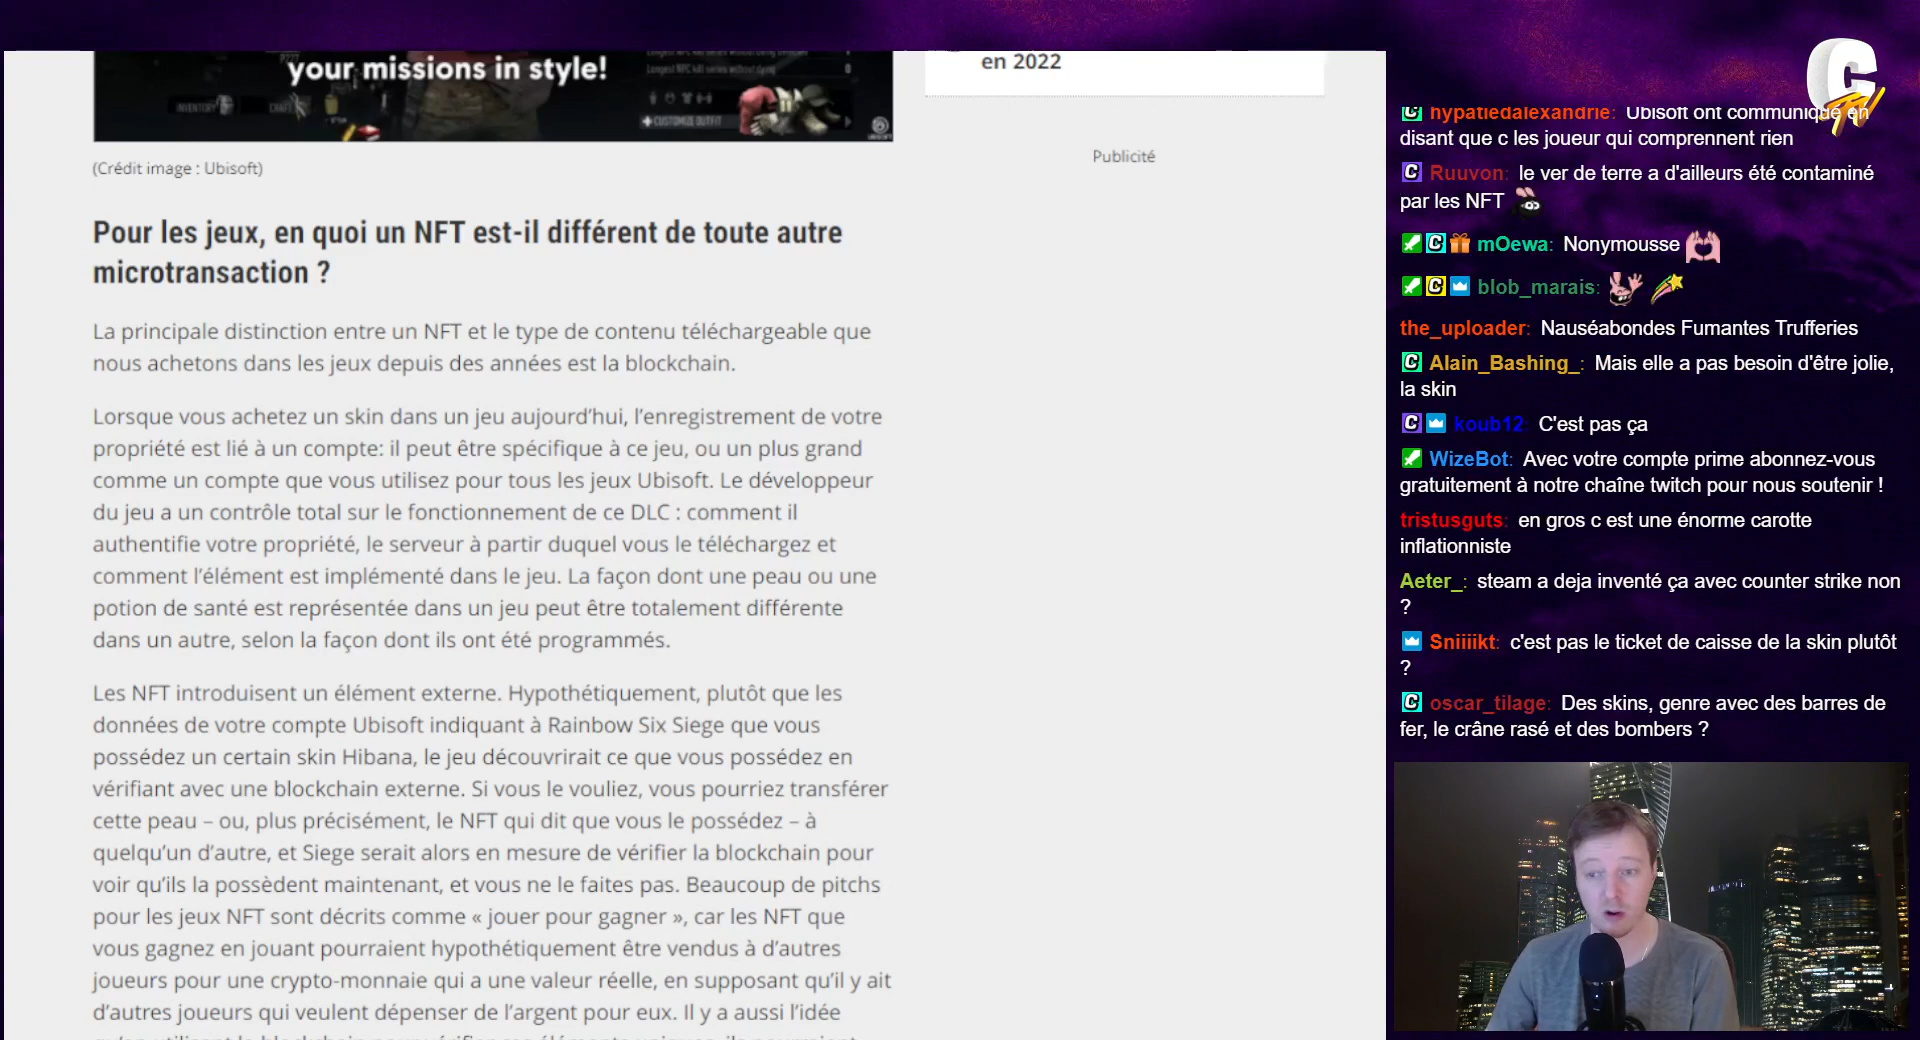 your missions in style!
INVENTORY
CUSTOMIZE OUTFIT
(Crédit image : Ubisoft)
Pour les jeux, en quoi un NFT est-il différent de toute autre
microtransaction ?
La principale distinction entre un NFT et le type de contenu téléchargeable que
nous achetons dans les jeux depuis des années est la blockchain.
Lorsque vous achetez un skin dans un jeu aujourd’hui, l’enregistrement de votre
propriété est lié à un compte: il peut être spécifique à ce jeu, ou un plus grand
comme un compte que vous utilisez pour tous les jeux Ubisoft. Le développeur
du jeu a un contrôle total sur le fonctionnement de ce DLC : comment il
authentifie votre propriété, le serveur à partir duquel vous le téléchargez et
comment l’élément est implémenté dans le jeu. La façon dont une peau ou une
potion de santé est représentée dans un jeu peut être totalement différente
dans un autre, selon la façon dont ils ont été programmés.
Les NFT introduisent un élément externe. Hypothétiquement, plutôt que les
données de votre compte Ubisoft indiquant à Rainbow Six Siege que vous
possédez un certain skin Hibana, le jeu découvrirait ce que vous possédez en
vérifiant avec une blockchain externe. Si vous le vouliez, vous pourriez transférer
cette peau – ou, plus précisément, le NFT qui dit que vous le possédez – à
quelqu’un d’autre, et Siege serait alors en mesure de vérifier la blockchain pour
voir qu’ils la possèdent maintenant, et vous ne le faites pas. Beaucoup de pitchs
pour les jeux NFT sont décrits comme « jouer pour gagner », car les NFT que
vous gagnez en jouant pourraient hypothétiquement être vendus à d’autres
joueurs pour une crypto-monnaie qui a une valeur réelle, en supposant qu’il y ait
d’autres joueurs qui veulent dépenser de l’argent pour eux. Il y a aussi l’idée
en 2022
Publicité
C TV
hypatiedalexandrie: Ubisoft ont communiqué en
disant que c les joueur qui comprennent rien
Ruuvon: le ver de terre a d'ailleurs été contaminé
par les NFT
mOewa: Nonymousse
blob_marais:
the_uploader: Nauséabondes Fumantes Trufferies
Alain_Bashing_: Mais elle a pas besoin d'être jolie,
la skin
koub12: C'est pas ça
WizeBot: Avec votre compte prime abonnez-vous
gratuitement à notre chaîne twitch pour nous soutenir !
tristusguts: en gros c est une énorme carotte
inflationniste
Aeter_: steam a deja inventé ça avec counter strike non
?
Sniiiikt: c'est pas le ticket de caisse de la skin plutôt
?
oscar_tilage: Des skins, genre avec des barres de
fer, le crâne rasé et des bombers ?